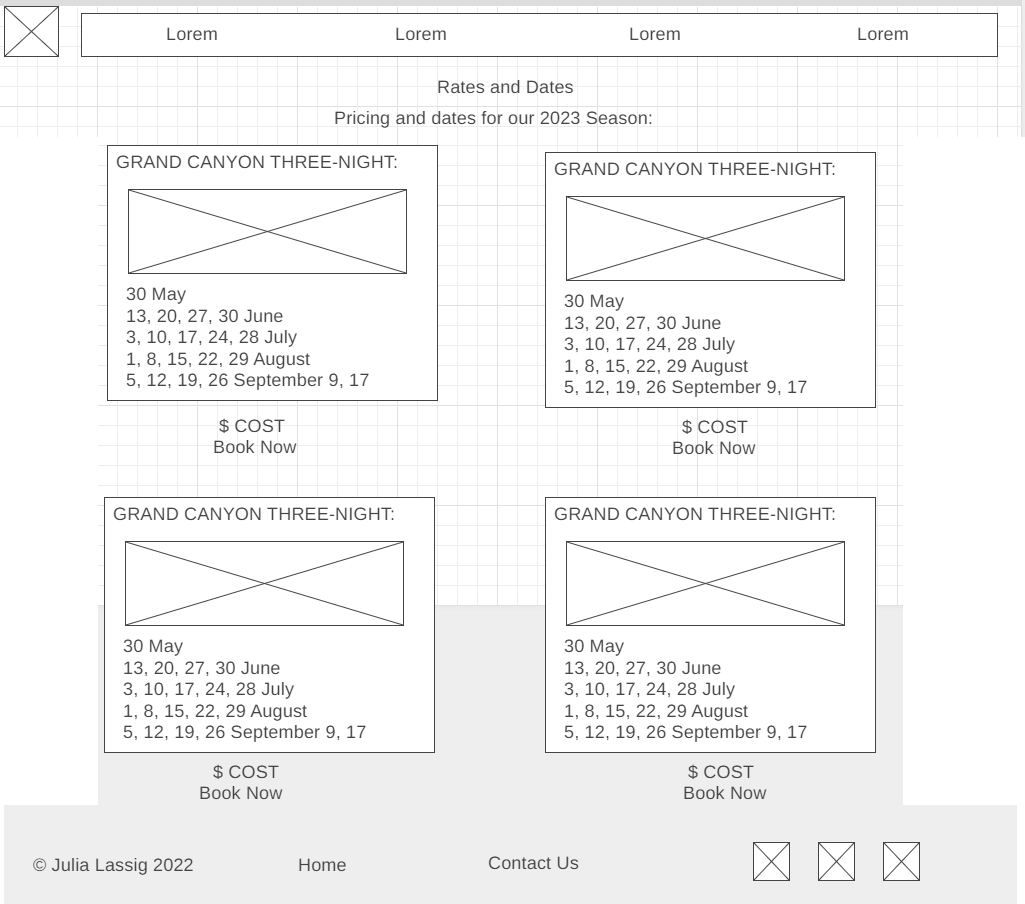 Lorem Lorem Lorem Lorem
Rates and Dates
Pricing and dates for our 2023 Season:
GRAND CANYON THREE-NIGHT:
30 May
13, 20, 27, 30 June
3, 10, 17, 24, 28 July
1, 8, 15, 22, 29 August
5, 12, 19, 26 September 9, 17
$ COST
Book Now
GRAND CANYON THREE-NIGHT:
30 May
13, 20, 27, 30 June
3, 10, 17, 24, 28 July
1, 8, 15, 22, 29 August
5, 12, 19, 26 September 9, 17
$ COST
Book Now
GRAND CANYON THREE-NIGHT:
30 May
13, 20, 27, 30 June
3, 10, 17, 24, 28 July
1, 8, 15, 22, 29 August
5, 12, 19, 26 September 9, 17
$ COST
Book Now
GRAND CANYON THREE-NIGHT:
30 May
13, 20, 27, 30 June
3, 10, 17, 24, 28 July
1, 8, 15, 22, 29 August
5, 12, 19, 26 September 9, 17
$ COST
Book Now
© Julia Lassig 2022 Home Contact Us